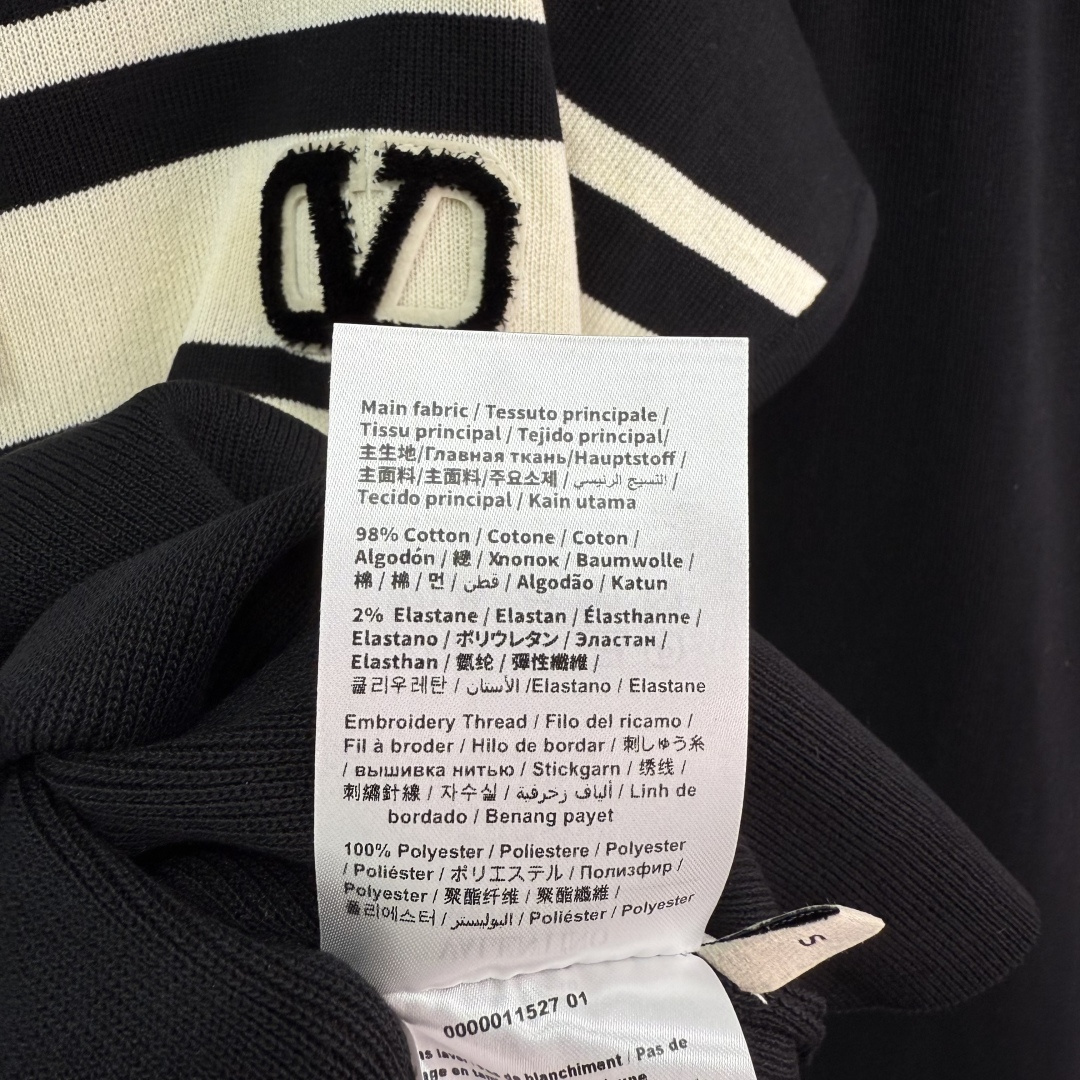 Main fabric / Tessuto principale /
Tissu principal / Tejido principal/
主生地/Главная ткань/Hauptstoff /
主面料/主面料/주요소제 / النسيج الرئيسي /
Tecido principal / Kain utama
98% Cotton / Cotone / Coton /
Algodón / 綿 / Хлопок / Baumwolle /
棉 / 棉 / 면 / قطن / Algodão / Katun
2% Elastane / Elastan / Élasthanne /
Elastano / ポリウレタン / Эластан /
Elasthan / 氨纶 / 彈性纖維 /
폴리우레탄 / الأستان /Elastano / Elastane
Embroidery Thread / Filo del ricamo /
Fil à broder / Hilo de bordar / 刺しゅう糸
/ вышивка нитью / Stickgarn / 绣线 /
刺繡針線 / 자수실 / ألياف زخرفية / Linh de
bordado / Benang payet
100% Polyester / Poliestere / Polyester
/ Poliéster / ポリエステル / Полиэфир /
Polyester / 聚酯纤维 / 聚酯纖維 /
폴리에스터 / البوليستر / Poliéster / Polyester
S
0000011527 01
blanchiment / Pas de